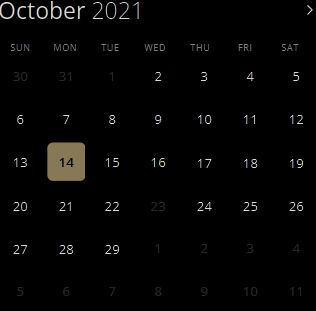 October 2021
SUN MON TUE WED THU FRI SAT
30 31 1 2 3 4 5
6 7 8 9 10 11 12
13 14 15 16 17 18 19
20 21 22 23 24 25 26
27 28 29 1 2 3 4
5 6 7 8 9 10 11